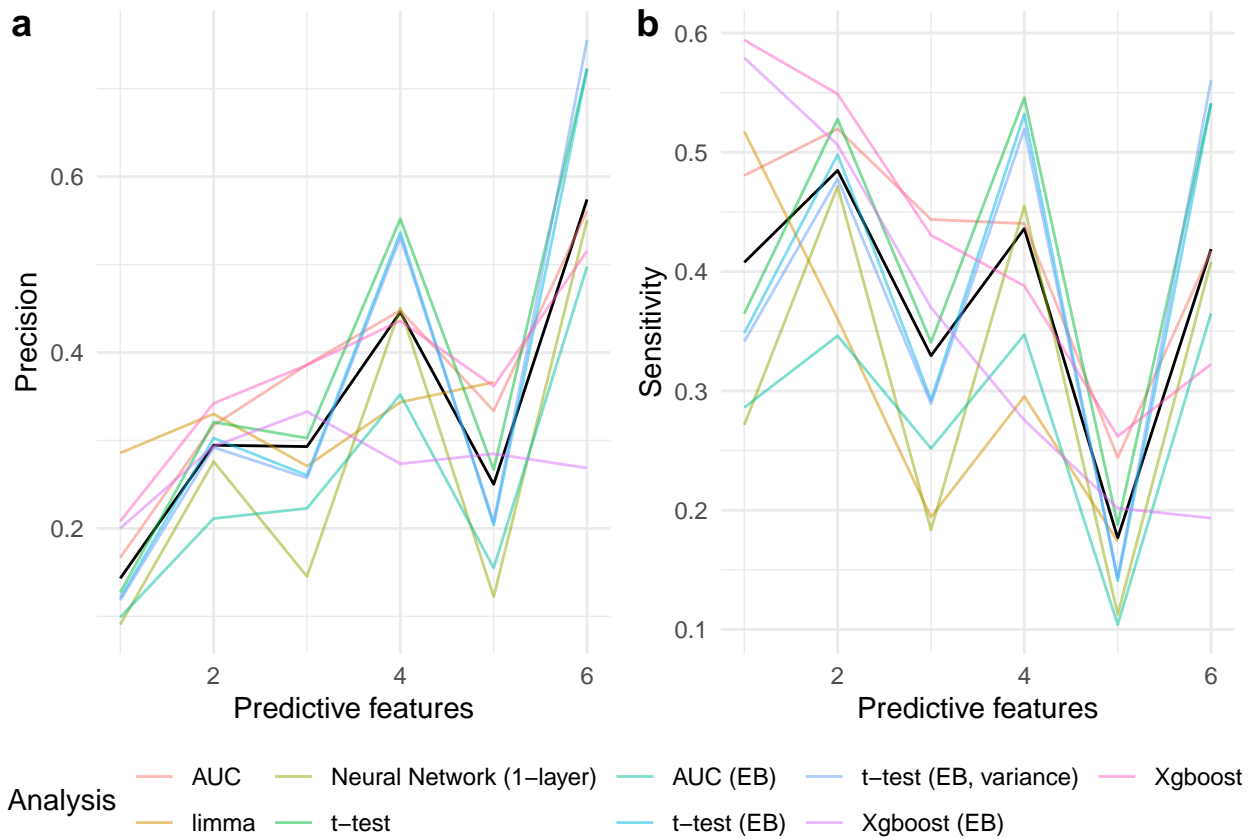 a
b
0.6
0.4
0.2
Precision
2
4
6
Predictive features
0.6
0.5
0.4
0.3
0.2
0.1
Sensitivity
2
4
6
Predictive features
Analysis
AUC
Neural Network (1−layer)
AUC (EB)
t−test (EB, variance)
Xgboost
limma
t−test
t−test (EB)
Xgboost (EB)